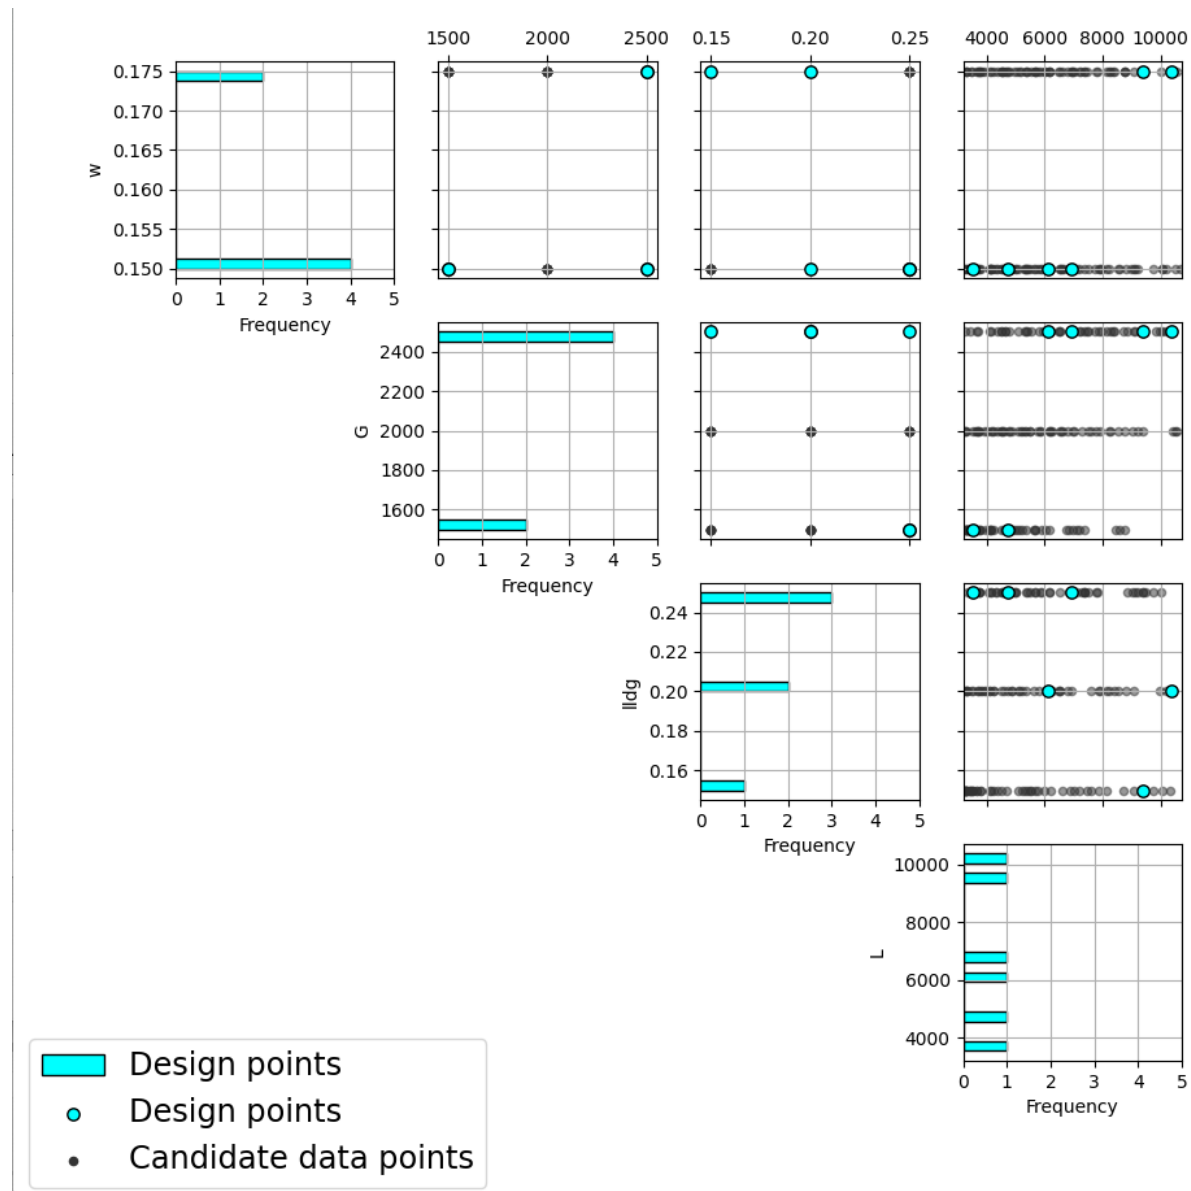 1500 2000 2500 0.15 0.20 0.25 4000 6000 8000 10000
0.175
0.170
0.165
w
0.160
0.155
0.150
0 1 2 3 4 5
Frequency
2400
2200
G
2000
1800
1600
0 1 2 3 4 5
Frequency
0.24
0.22
lldg
0.20
0.18
0.16
0 1 2 3 4 5
Frequency
10000
8000
L
6000
4000
0 1 2 3 4 5
Frequency
Design points
Design points
Candidate data points